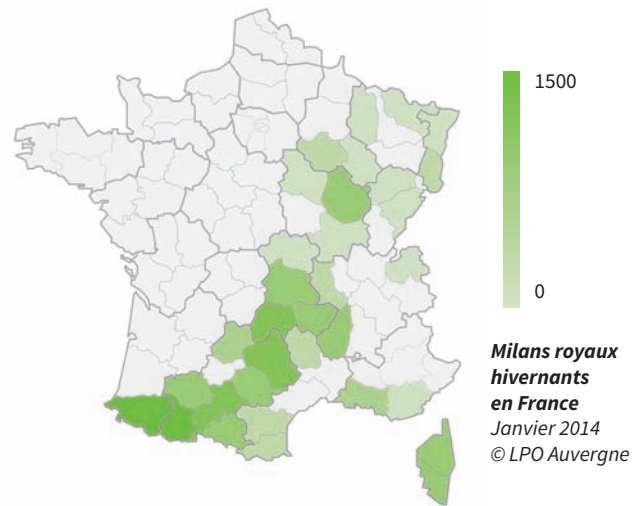 1500
0
Milans royaux
hivernants
en France
Janvier 2014
© LPO Auvergne